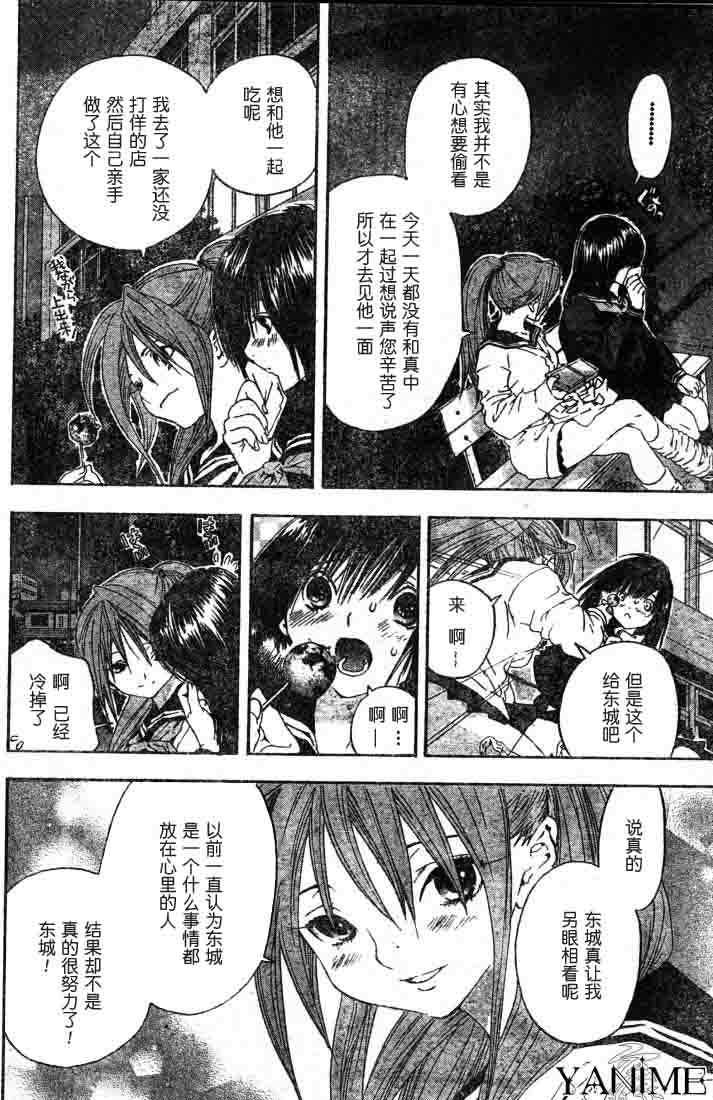 ………
ぐすっ
其实我并不是
有心想要偷看
今天一天都没有和真中
在一起过想说声您辛苦了
所以才去见他一面
想和他一起
吃呢
我去了一家还没
打佯的店
然后自己亲手
做了这个
上出来
但是这个
给东城吧
来啊～
啊…
啊—
啊 已经
冷掉了
说真的
东城真让我
另眼相看呢
以前一直认为东城
是一个什么事情都
放在心里的人
结果却不是
真的很努力了！
东城！
YANIME